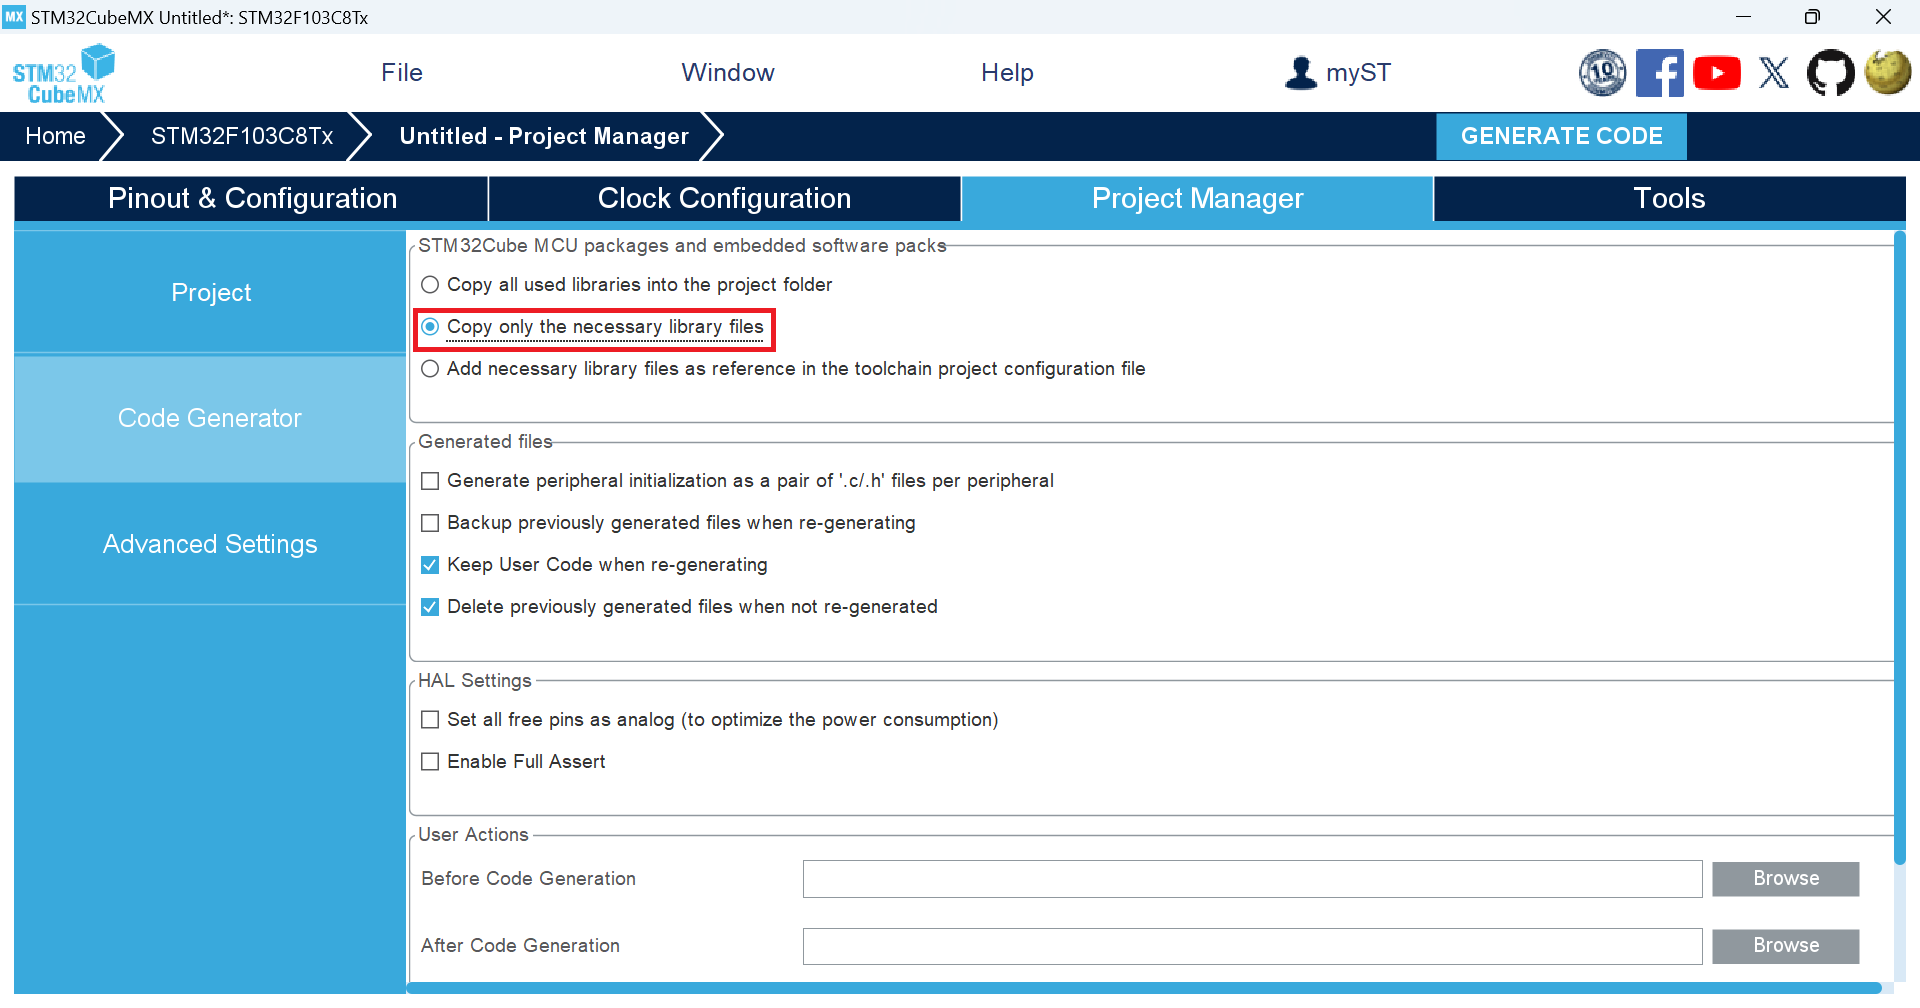 MX STM32CubeMX Untitled*: STM32F103C8Tx
STM32
CubeMX
File
Window
Help
myST
10
Home
STM32F103C8Tx
Untitled - Project Manager
GENERATE CODE
Pinout & Configuration
Clock Configuration
Project Manager
Tools
Project
Code Generator
Advanced Settings
STM32Cube MCU packages and embedded software packs
Copy all used libraries into the project folder
Copy only the necessary library files
Add necessary library files as reference in the toolchain project configuration file
Generated files
Generate peripheral initialization as a pair of '.c/.h' files per peripheral
Backup previously generated files when re-generating
Keep User Code when re-generating
Delete previously generated files when not re-generated
HAL Settings
Set all free pins as analog (to optimize the power consumption)
Enable Full Assert
User Actions
Before Code Generation
Browse
After Code Generation
Browse